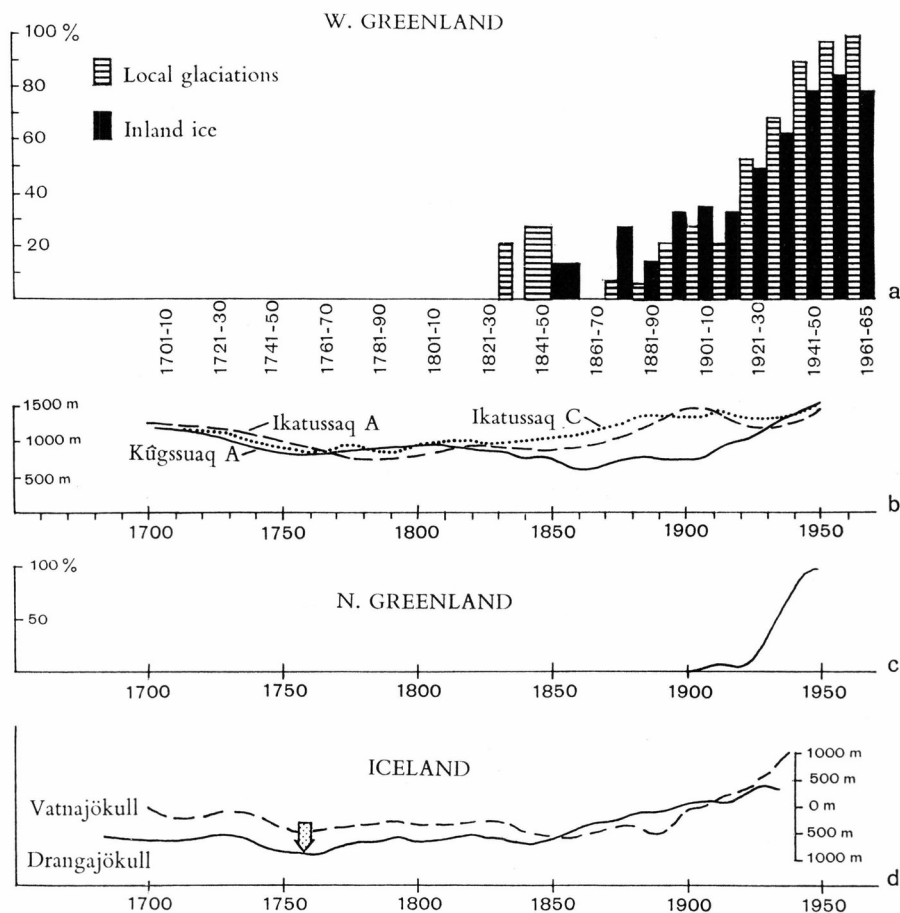 W. GREENLAND
100 %
80
60
40
20
Local glaciations
Inland ice
a
1701-10
1721-30
1741-50
1761-70
1781-90
1801-10
1821-30
1841-50
1861-70
1881-90
1901-10
1921-30
1941-50
1961-65
1500 m
1000 m
500 m
Ikatussaq A
Ikatussaq C
Kûgssuaq A
b
1700 1750 1800 1850 1900 1950
100 %
50
N. GREENLAND
c
1700 1750 1800 1850 1900 1950
ICELAND
1000 m
500 m
0 m
500 m
1000 m
Vatnajökull
Drangajökull
d
1700 1750 1800 1850 1900 1950